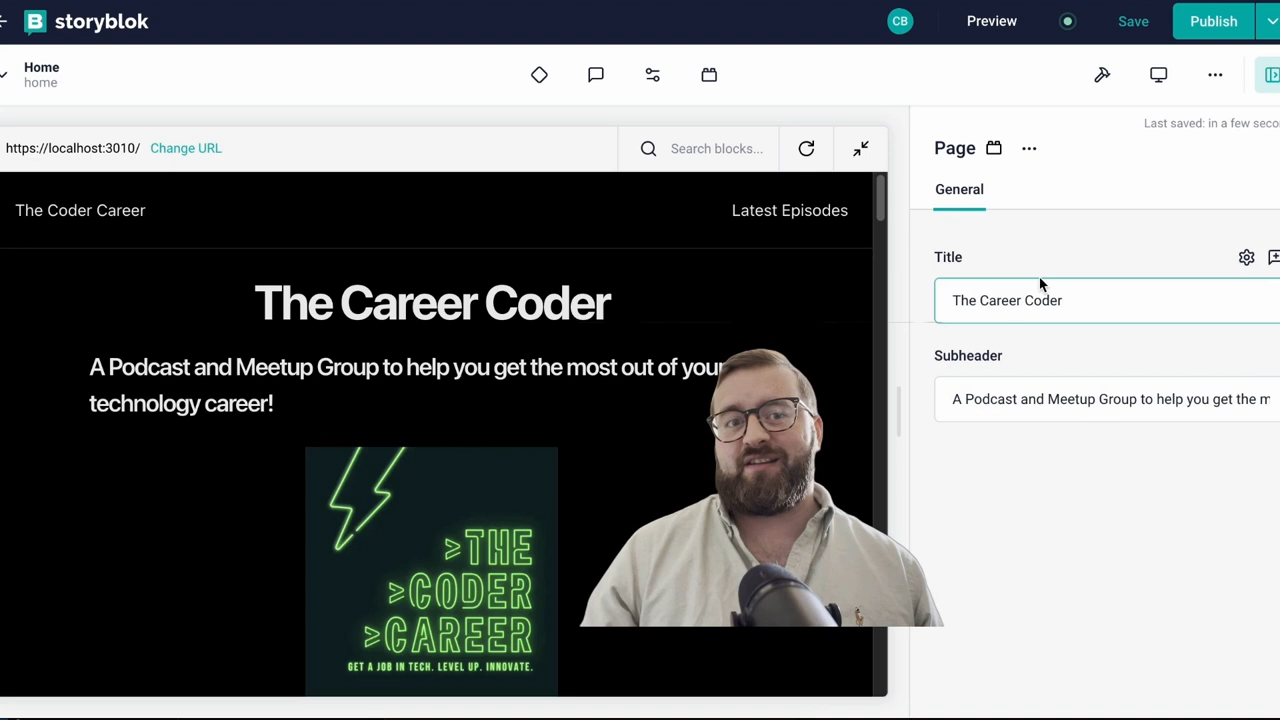 storyblok
CB
Preview
Save
Publish
Home
home
https://localhost:3010/
Change URL
Search blocks...
Last saved: in a few seco
Page
General
The Coder Career
Latest Episodes
The Career Coder
A Podcast and Meetup Group to help you get the most out of your
technology career!
>THE
>CODER
>CAREER
GET A JOB IN TECH. LEVEL UP. INNOVATE.
Title
The Career Coder
Subheader
A Podcast and Meetup Group to help you get the m